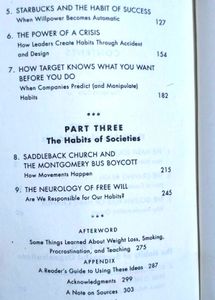 5. STARBUCKS AND THE HABIT OF SUCCESS
When Willpower Becomes Automatic 127
6. THE POWER OF A CRISIS
How Leaders Create Habits Through Accident
and Design 154
7. HOW TARGET KNOWS WHAT YOU WANT
BEFORE YOU DO
When Companies Predict (and Manipulate)
Habits 182
PART THREE
The Habits of Societies
8. SADDLEBACK CHURCH AND
THE MONTGOMERY BUS BOYCOTT
How Movements Happen 215
9. THE NEUROLOGY OF FREE WILL
Are We Responsible for Our Habits? 245
AFTERWORD
Some Things Learned About Weight Loss, Smoking,
Procrastination, and Teaching 275
APPENDIX
A Reader's Guide to Using These Ideas 287
Acknowledgments 299
A Note on Sources 303